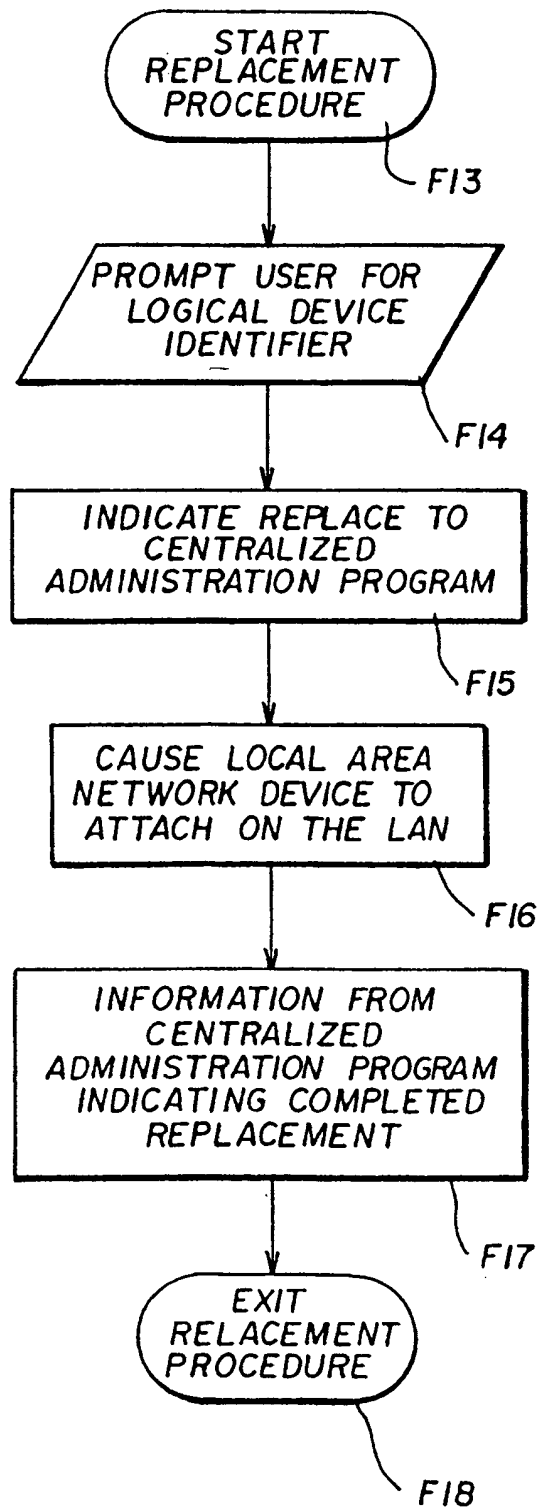 START
REPLACEMENT
PROCEDURE
F13
PROMPT USER FOR
LOGICAL DEVICE
IDENTIFIER
F14
INDICATE REPLACE TO
CENTRALIZED
ADMINISTRATION PROGRAM
F15
CAUSE LOCAL AREA
NETWORK DEVICE TO
ATTACH ON THE LAN
F16
INFORMATION FROM
CENTRALIZED
ADMINISTRATION PROGRAM
INDICATING COMPLETED
REPLACEMENT
F17
EXIT
RELACEMENT
PROCEDURE
F18